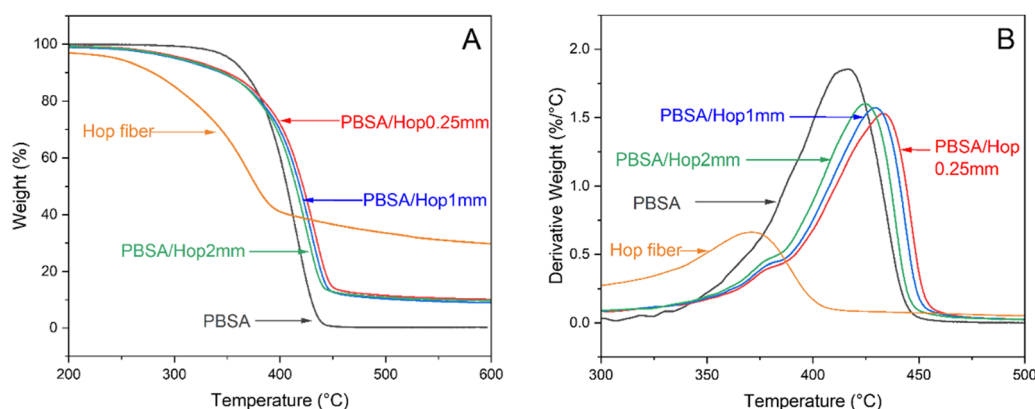 A
100
80
60
40
20
0
Weight (%)
Hop fiber
PBSA/Hop0.25mm
PBSA/Hop1mm
PBSA/Hop2mm
PBSA
200
300
400
500
600
Temperature (°C)
B
2.0
1.5
1.0
0.5
0.0
Derivative Weight (%/°C)
PBSA/Hop1mm
PBSA/Hop
0.25mm
PBSA/Hop2mm
PBSA
Hop fiber
300
350
400
450
500
Temperature (°C)